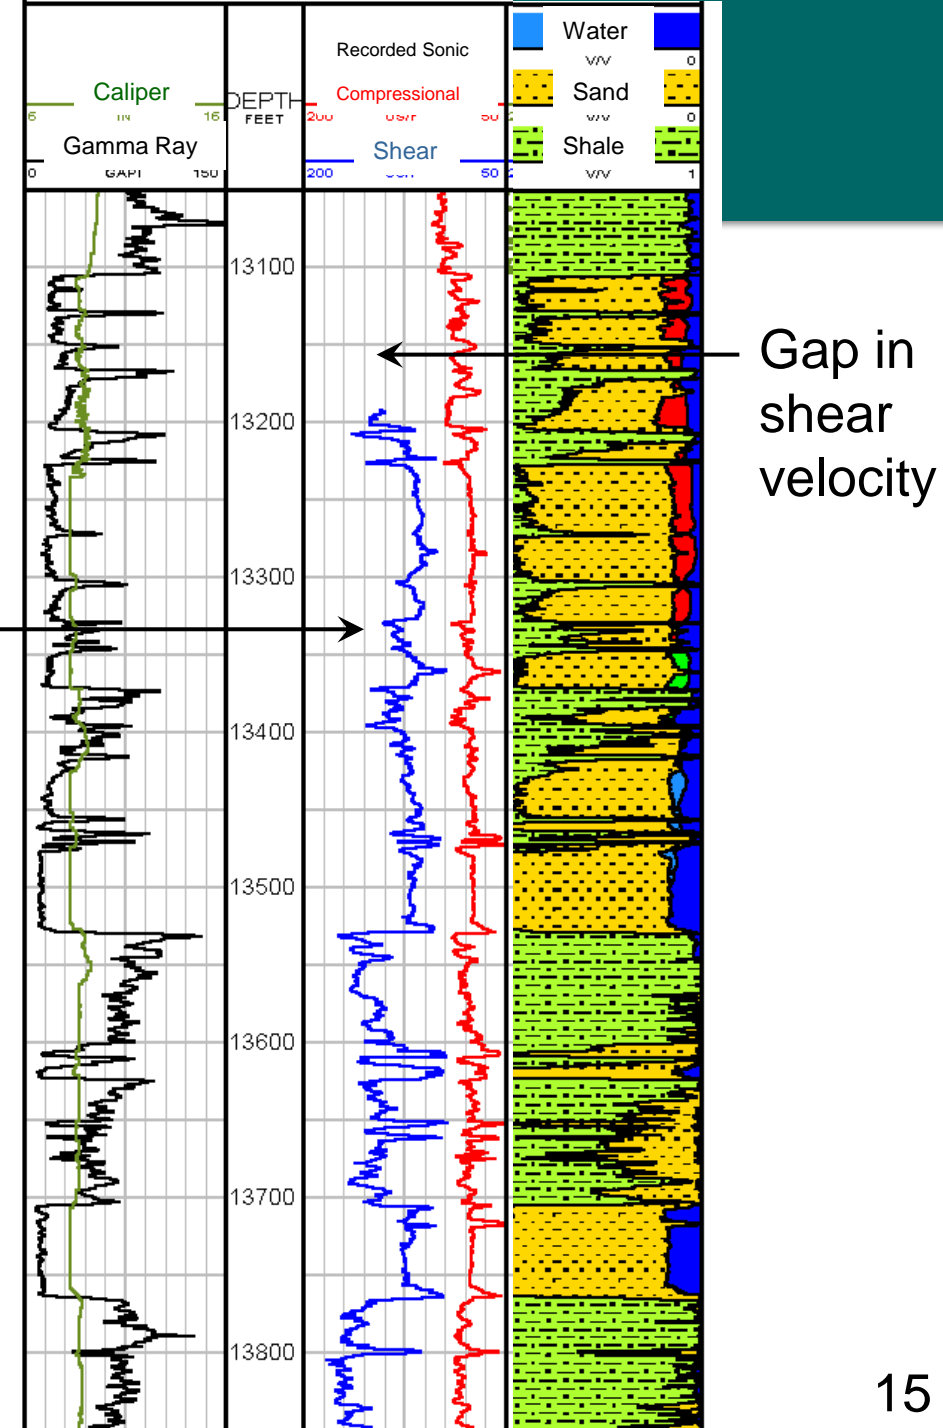 Water
V/V 0
Recorded Sonic
Caliper
DEPTH
Compressional
Sand
6 IN 16
FEET
200 US/F 50
V/V 0
Gamma Ray
Shear
Shale
0 GAPI 150
200 50
V/V 1
13100
Gap in
shear
velocity
13200
13300
13400
13500
13600
13700
13800
15